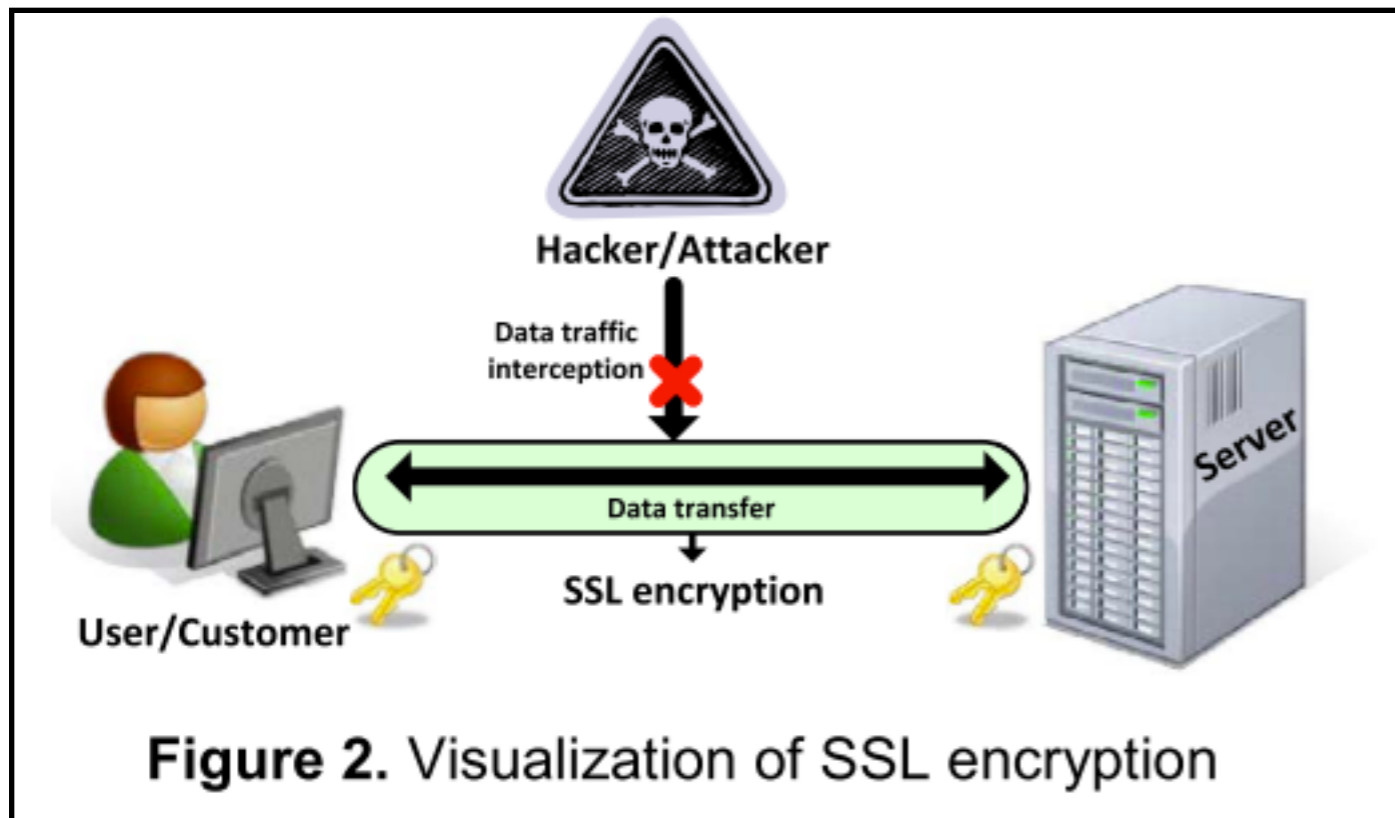 Hacker/Attacker
Data traffic
interception
Server
Data transfer
SSL encryption
User/Customer
Figure 2. Visualization of SSL encryption